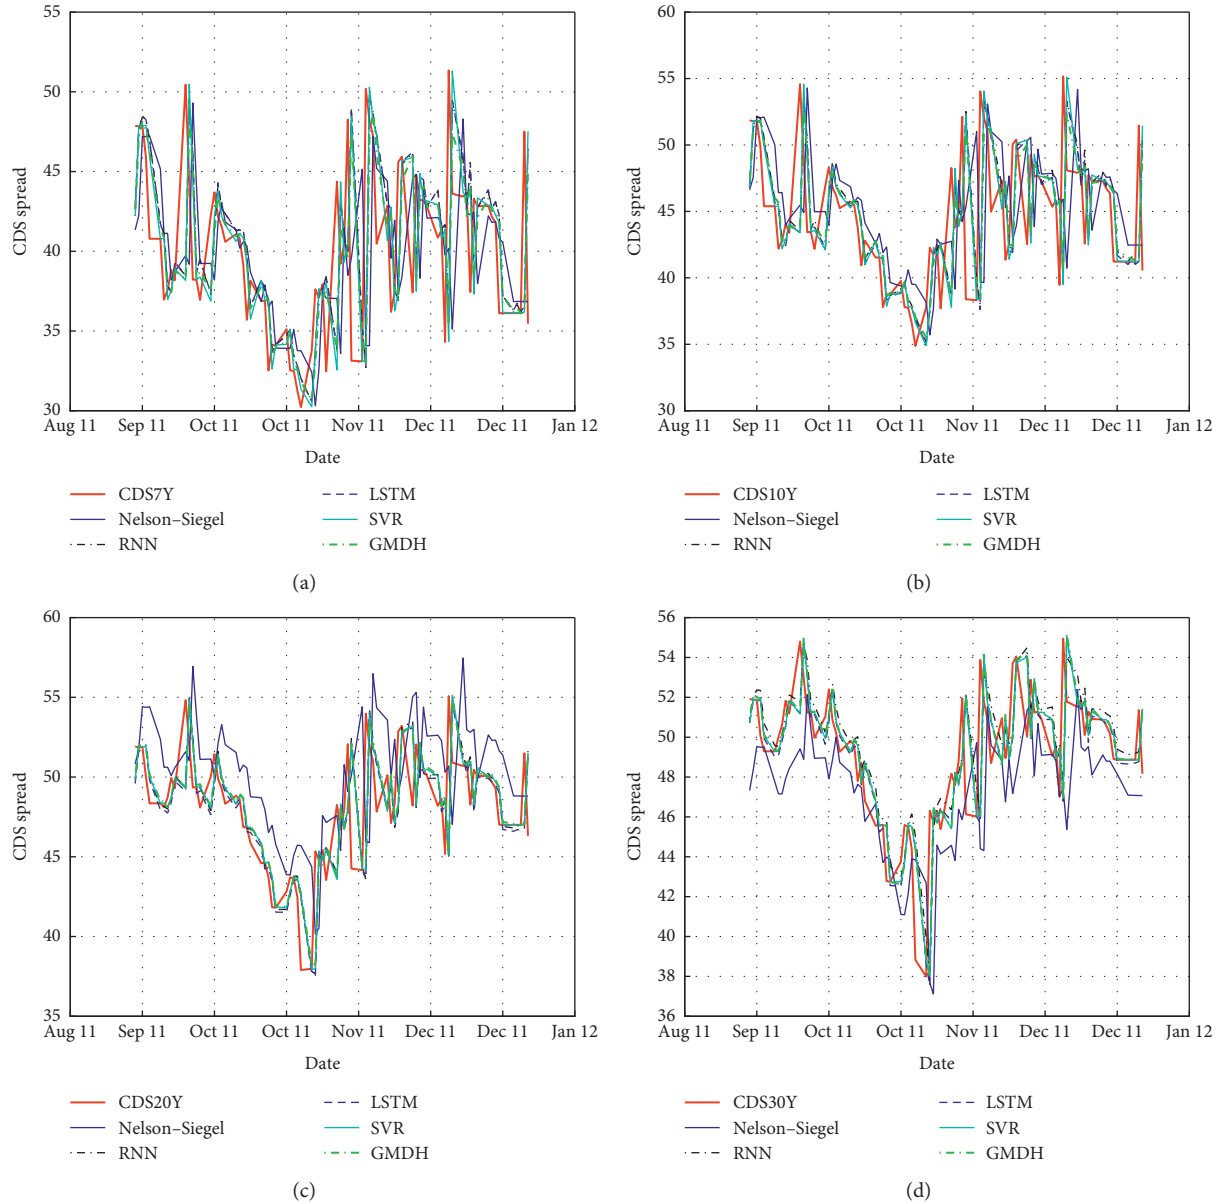 55
50
45
40
35
30
CDS spread
Aug 11 Sep 11 Oct 11 Oct 11 Nov 11 Dec 11 Dec 11 Jan 12
Date
CDS7Y
Nelson–Siegel
RNN
LSTM
SVR
GMDH
(a)
60
55
50
45
40
35
30
CDS spread
Aug 11 Sep 11 Oct 11 Oct 11 Nov 11 Dec 11 Dec 11 Jan 12
Date
CDS10Y
Nelson–Siegel
RNN
LSTM
SVR
GMDH
(b)
60
55
50
45
40
35
CDS spread
Aug 11 Sep 11 Oct 11 Oct 11 Nov 11 Dec 11 Dec 11 Jan 12
Date
CDS20Y
Nelson–Siegel
RNN
LSTM
SVR
GMDH
(c)
56
54
52
50
48
46
44
42
40
38
36
CDS spread
Aug 11 Sep 11 Oct 11 Oct 11 Nov 11 Dec 11 Dec 11 Jan 12
Date
CDS30Y
Nelson–Siegel
RNN
LSTM
SVR
GMDH
(d)